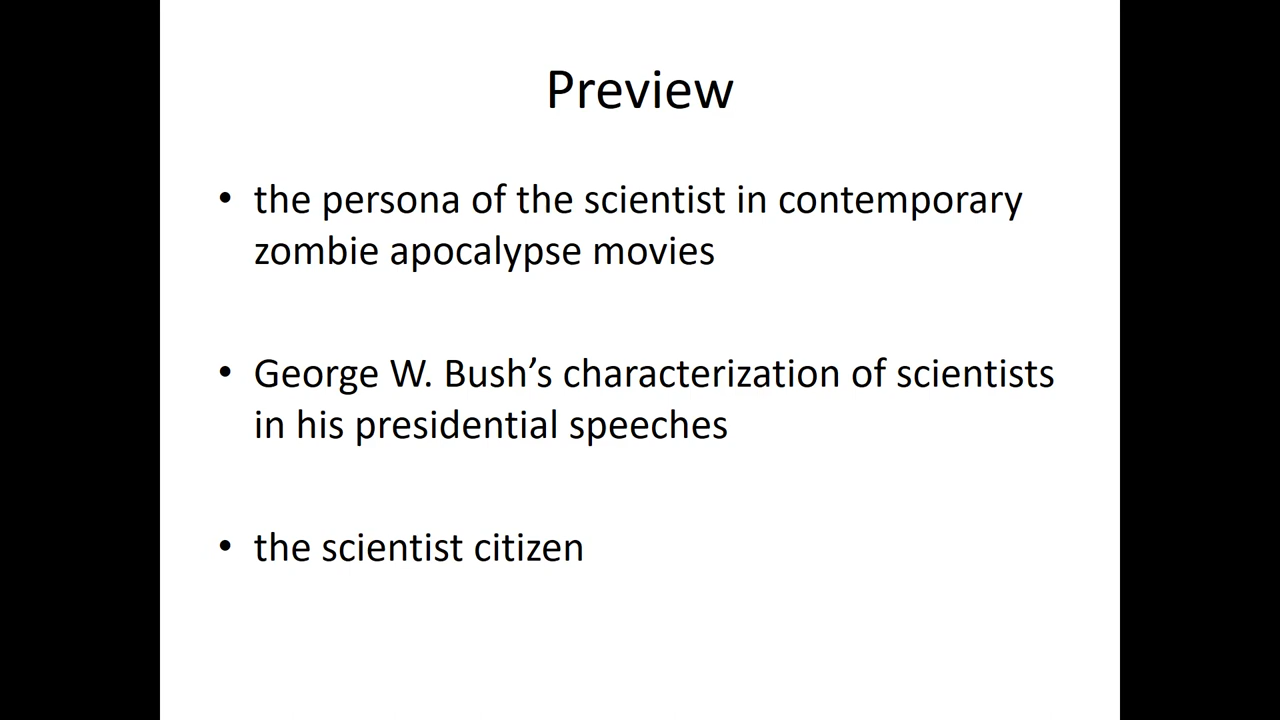 Preview
• the persona of the scientist in contemporary
zombie apocalypse movies
• George W. Bush’s characterization of scientists
in his presidential speeches
• the scientist citizen